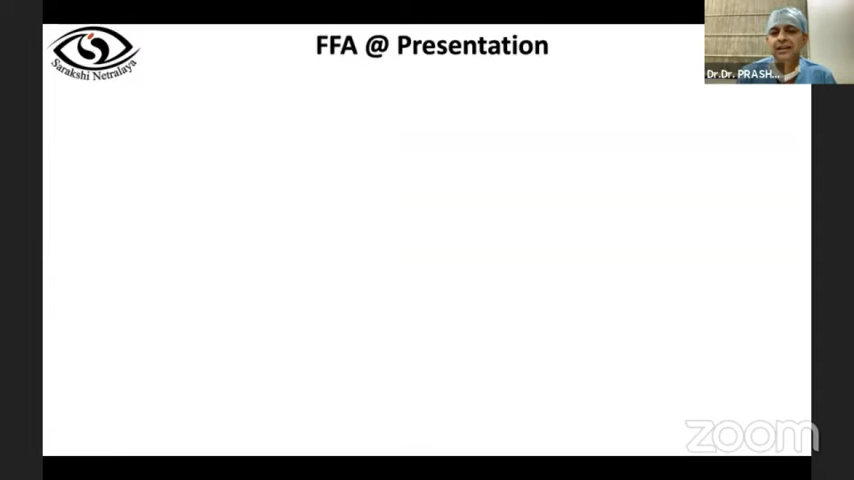 FFA @ Presentation
Sarakshi Netralaya
Dr.Dr. PRASH...
zoom